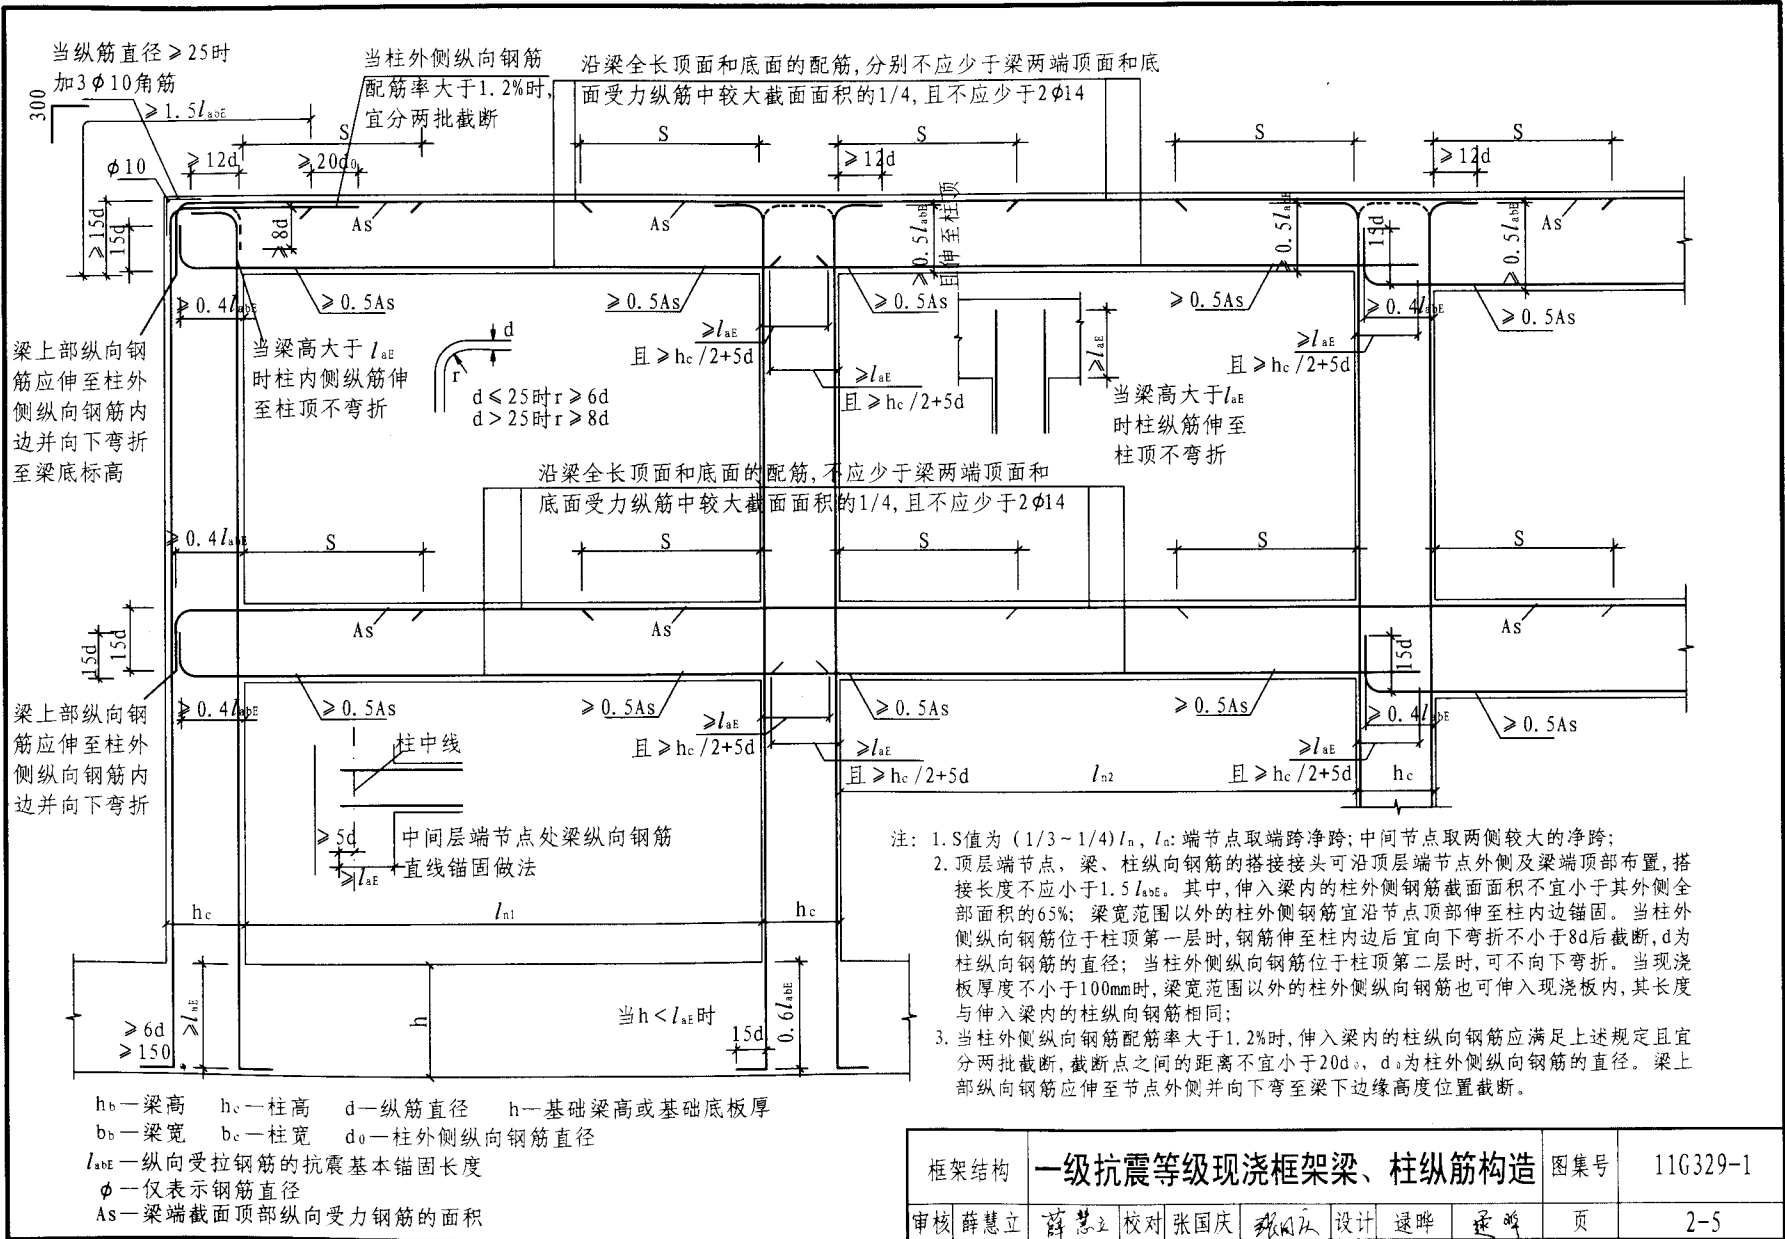 当纵筋直径≥25时
加3ϕ10角筋
300
≥1.5labE
当柱外侧纵向钢筋
配筋率大于1.2%时,
宜分两批截断
沿梁全长顶面和底面的配筋,分别不应少于梁两端顶面和底
面受力纵筋中较大截面面积的1/4,且不应少于2ϕ14
S
S
S
S
S
ϕ10
≥12d
≥20d₀
≥12d
≥12d
≥15d
15d
≥8d
As
As
≥0.5labE
且伸至柱顶
≥0.5labE
15d
≥0.5labE
As
≥0.4labE
≥0.5As
≥0.5As
≥0.5As
≥0.5As
≥0.4labE
≥0.5As
梁上部纵向钢
筋应伸至柱外
侧纵向钢筋内
边并向下弯折
至梁底标高
当梁高大于laE
时柱内侧纵筋伸
至柱顶不弯折
d
r
d≤25时r≥6d
d>25时r≥8d
≥laE
且≥hc/2+5d
≥laE
且≥hc/2+5d
≥laE
当梁高大于laE
时柱纵筋伸至
柱顶不弯折
≥laE
且≥hc/2+5d
沿梁全长顶面和底面的配筋,不应少于梁两端顶面和
底面受力纵筋中较大截面面积的1/4,且不应少于2ϕ14
≥0.4labE
S
S
S
S
S
As
As
As
15d
15d
15d
≥0.4labE
≥0.5As
≥0.5As
≥0.5As
≥0.5As
≥0.4labE
≥0.5As
梁上部纵向钢
筋应伸至柱外
侧纵向钢筋内
边并向下弯折
≥laE
且≥hc/2+5d
≥laE
且≥hc/2+5d
≥laE
且≥hc/2+5d
柱中线
≥5d
≥laE
中间层端节点处梁纵向钢筋
直线锚固做法
ln2
hc
hc
ln1
hc
≥6d
≥150
≥laE
h
当h<laE时
15d
0.6labE
注: 1.S值为(1/3~1/4)ln, ln:端节点取端跨净跨;中间节点取两侧较大的净跨;
2.顶层端节点、梁、柱纵向钢筋的搭接接头可沿顶层端节点外侧及梁端顶部布置,搭
接长度不应小于1.5labE。其中,伸入梁内的柱外侧钢筋截面面积不宜小于其外侧全
部面积的65%;梁宽范围以外的柱外侧钢筋宜沿节点顶部伸至柱内边锚固。当柱外
侧纵向钢筋位于柱顶第一层时,钢筋伸至柱内边后宜向下弯折不小于8d后截断,d为
柱纵向钢筋的直径;当柱外侧纵向钢筋位于柱顶第二层时,可不向下弯折。当现浇
板厚度不小于100mm时,梁宽范围以外的柱外侧纵向钢筋也可伸入现浇板内,其长度
与伸入梁内的柱纵向钢筋相同;
3.当柱外侧纵向钢筋配筋率大于1.2%时,伸入梁内的柱纵向钢筋应满足上述规定且宜
分两批截断,截断点之间的距离不宜小于20d₀, d₀为柱外侧纵向钢筋的直径。梁上
部纵向钢筋应伸至节点外侧并向下弯至梁下边缘高度位置截断。
hb—梁高 hc—柱高 d—纵筋直径 h—基础梁高或基础底板厚
bb—梁宽 bc—柱宽 d₀—柱外侧纵向钢筋直径
labE—纵向受拉钢筋的抗震基本锚固长度
ϕ—仅表示钢筋直径
As—梁端截面顶部纵向受力钢筋的面积
框架结构 一级抗震等级现浇框架梁、柱纵筋构造 图集号 11G329-1
审核 薛慧立 薛慧立 校对 张国庆 张国庆 设计 逯晔 逯晔 页 2-5